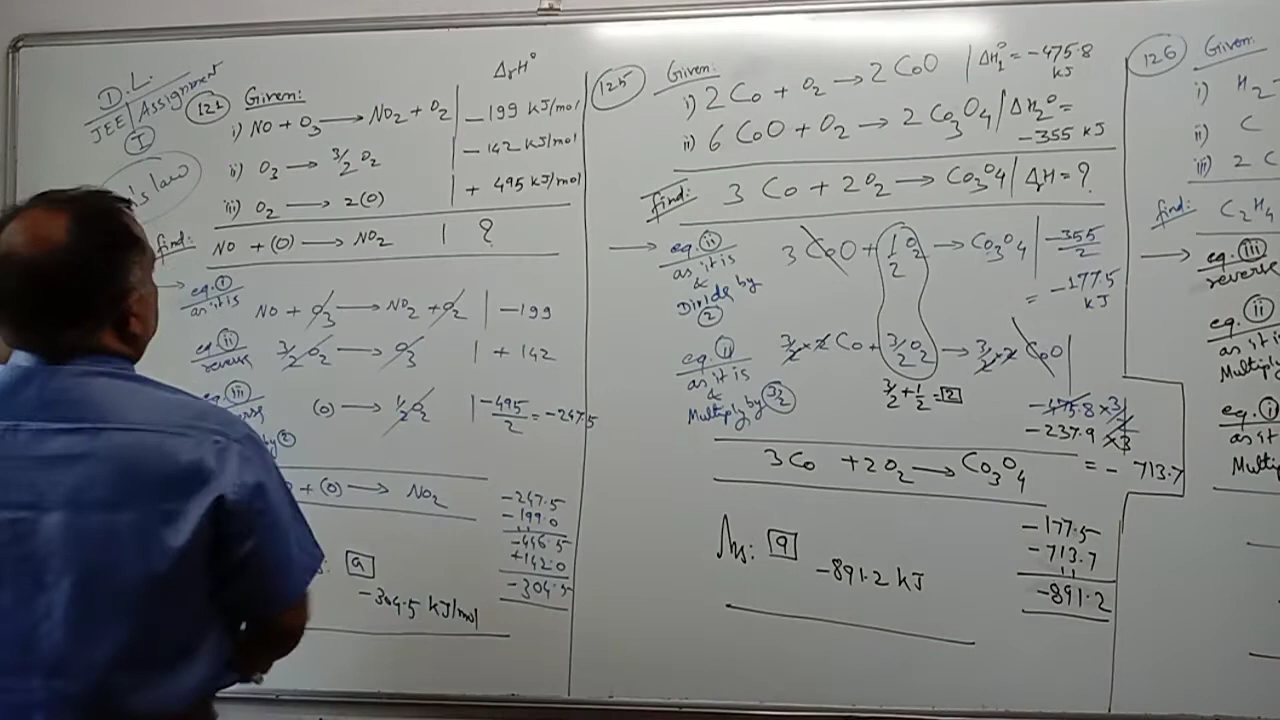 D.L.
JEE Assignment
I
's law
121 Given:
ΔrH°
i) NO + O3 → NO2 + O2 | -199 kJ/mol
ii) O3 → 3/2 O2 | -142 kJ/mol
iii) O2 → 2(O) | + 495 kJ/mol
find:
NO + (O) → NO2 | ?
eq. i as it is
NO + O3 → NO2 + O2 | -199
eq ii reverse
3/2 O2 → O3 | + 142
iii
(O) → 1/2 O2 | -495/2 = -247.5
by 2
+ (O) → NO2
-247.5
-199.0
-446.5
+142.0
-304.5
a
-304.5 kJ/mol
125 Given:
i) 2 Co + O2 → 2 CoO | ΔH1° = -475.8 kJ
ii) 6 CoO + O2 → 2 Co3O4 | ΔH2° = -355 kJ
find: 3 Co + 2O2 → Co3O4 | ΔH = ?
→ eq. ii as it is & Divide by 2
3 CoO + 1/2 O2 → Co3O4 | -355/2
= -177.5 kJ
eq. i as it is & Multiply by 3/2
3/2 × 2 Co + 3/2 O2 → 3/2 × 2 CoO |
3/2 + 1/2 = 2
-475.8 × 3/2
-237.9 × 3
3 Co + 2O2 → Co3O4 = - 713.7
-177.5
-713.7
-891.2
Ans: a
-891.2 kJ
126 Given:
i) H2
ii) C
iii) 2 C
find: C2H4
→ eq. iii reverse
eq. ii
as it is
eq. i
as it